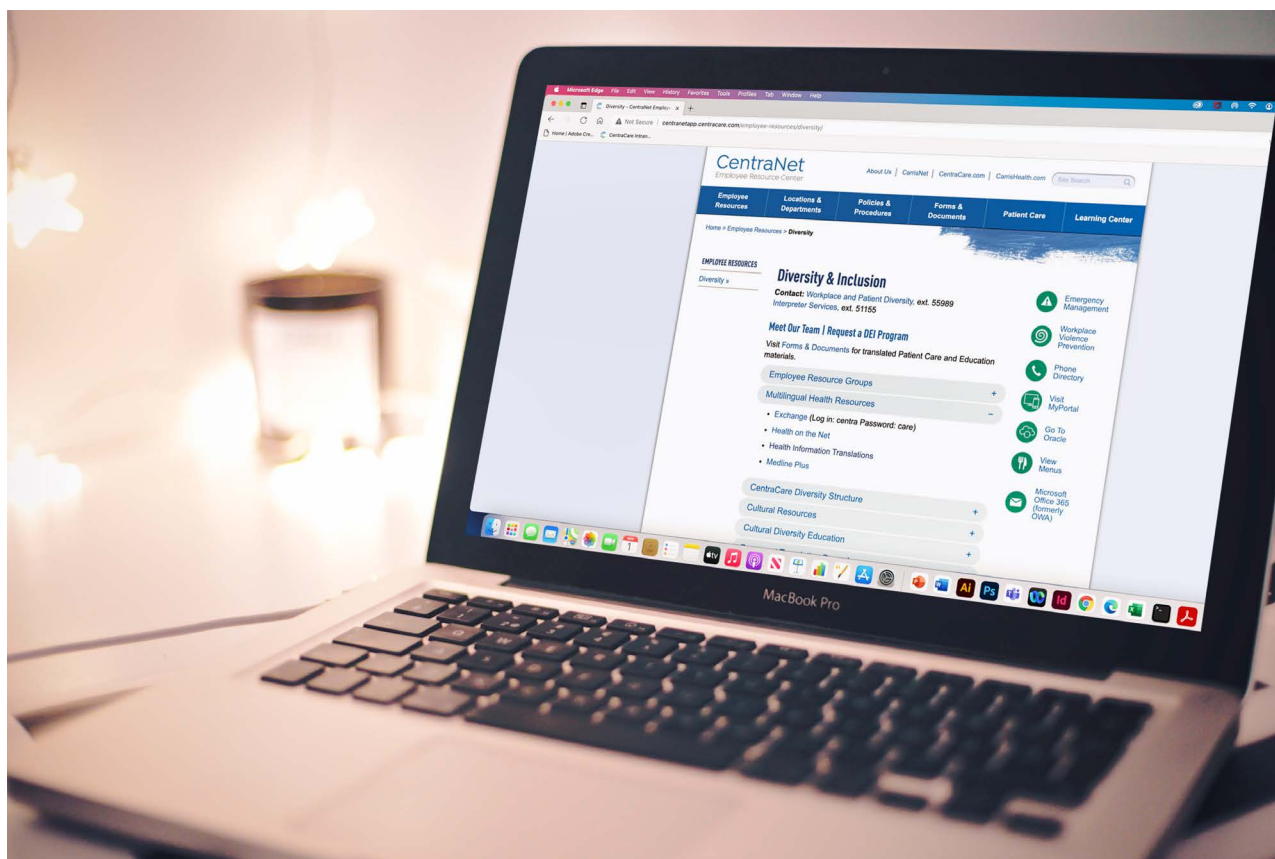 Microsoft Edge File Edit View History Favorites Tools Profiles Tab Window Help
Diversity - CentraNet Employ
Not Secure centranetapp.centracare.com/employee-resources/diversity/
Home | Adobe Cre... CentraCare Intran...
CentraNet
Employee Resource Center
About Us | CarrisNet | CentraCare.com | CarrisHealth.com
Site Search
Employee Resources
Locations & Departments
Policies & Procedures
Forms & Documents
Patient Care
Learning Center
Home > Employee Resources > Diversity
EMPLOYEE RESOURCES
Diversity »
Diversity & Inclusion
Contact: Workplace and Patient Diversity, ext. 55989
Interpreter Services, ext. 51155
Meet Our Team | Request a DEI Program
Visit Forms & Documents for translated Patient Care and Education
materials.
Employee Resource Groups +
Multilingual Health Resources –
• Exchange (Log in: centra Password: care)
• Health on the Net
• Health Information Translations
• Medline Plus
CentraCare Diversity Structure +
Cultural Resources +
Cultural Diversity Education +
Emergency
Management
Workplace
Violence
Prevention
Phone
Directory
Visit
MyPortal
Go To
Oracle
View
Menus
Microsoft
Office 365
(formerly
OWA)
1
tv
Ai
Ps
Id
MacBook Pro